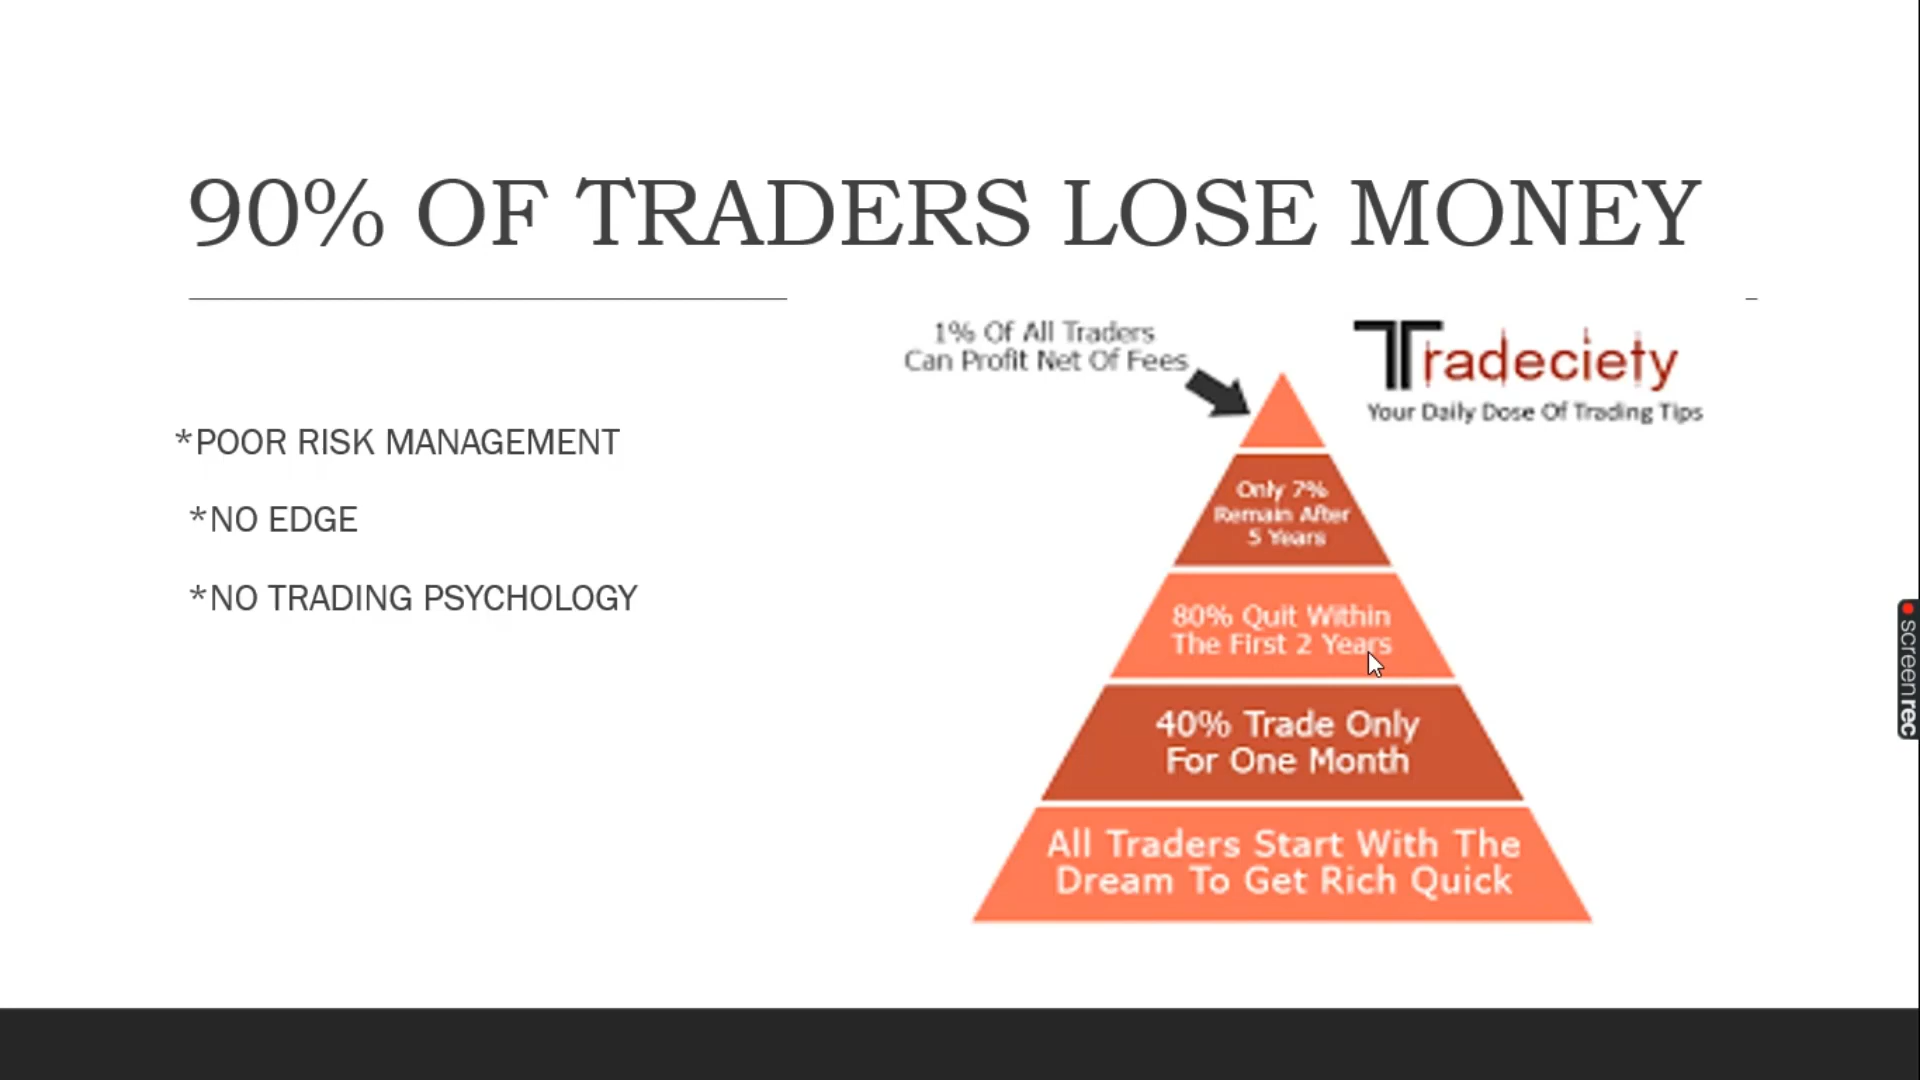 90% OF TRADERS LOSE MONEY
1% Of All Traders
Can Profit Net Of Fees
Tradeciety
Your Daily Dose Of Trading Tips
*POOR RISK MANAGEMENT
*NO EDGE
*NO TRADING PSYCHOLOGY
Only 7%
Remain After
5 Years
80% Quit Within
The First 2 Years
40% Trade Only
For One Month
All Traders Start With The
Dream To Get Rich Quick
screenrec